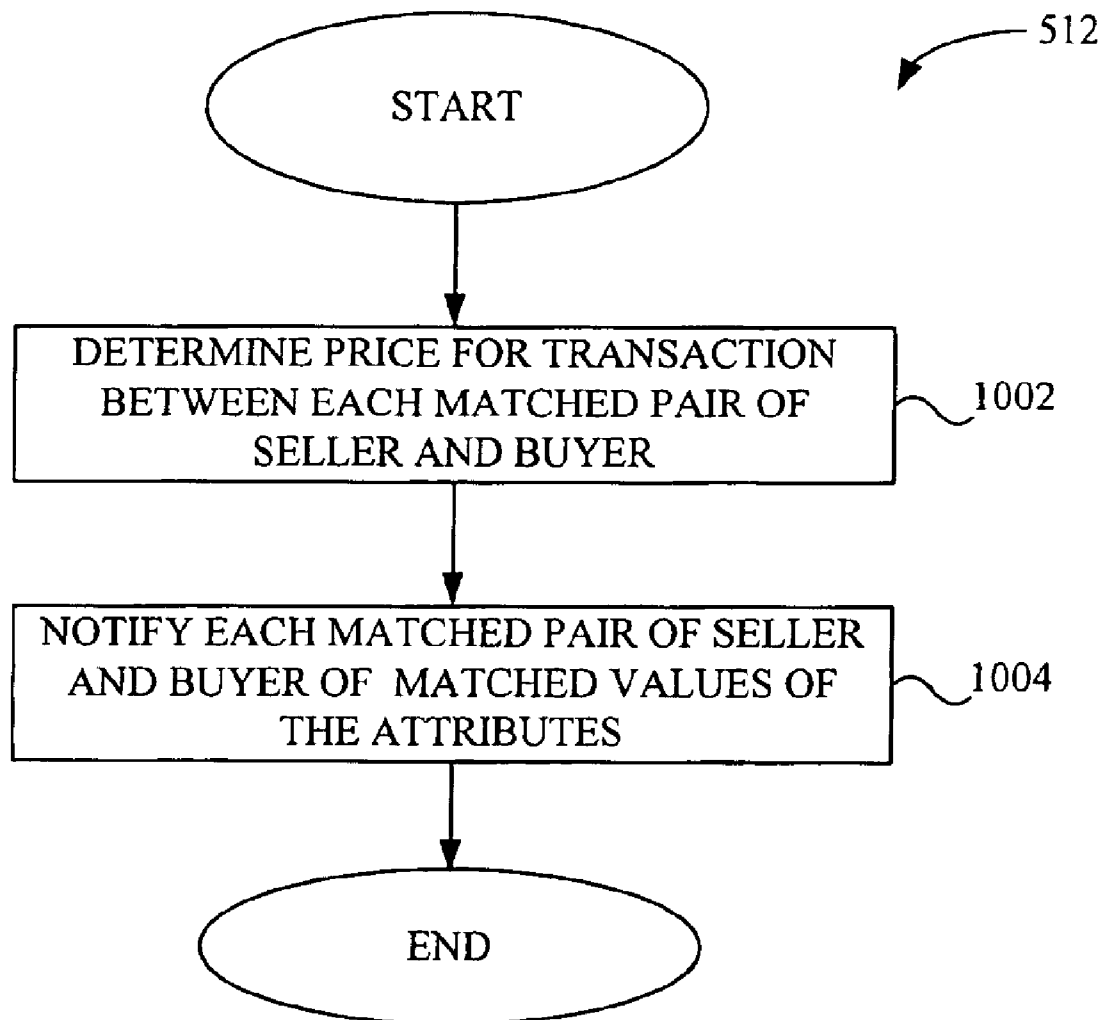 512
START
DETERMINE PRICE FOR TRANSACTION
BETWEEN EACH MATCHED PAIR OF
SELLER AND BUYER
1002
NOTIFY EACH MATCHED PAIR OF SELLER
AND BUYER OF MATCHED VALUES OF
THE ATTRIBUTES
1004
END